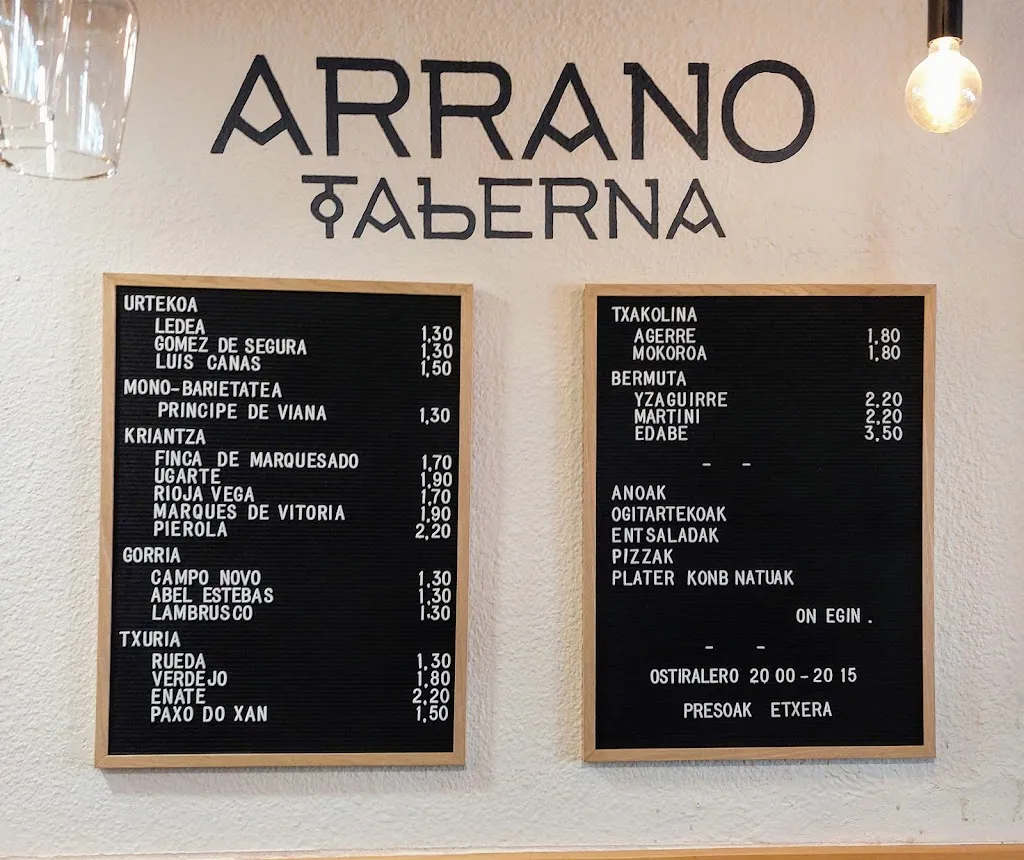 ARRANO
TABERNA
URTEKOA
LEDEA 1,30
GOMEZ DE SEGURA 1,30
LUIS CANAS 1,50
MONO-BARIETATEA
PRINCIPE DE VIANA 1,30
KRIANTZA
FINCA DE MARQUESADO 1,70
UGARTE 1,90
RIOJA VEGA 1,70
MARQUES DE VITORIA 1,90
PIEROLA 2,20
GORRIA
CAMPO NOVO 1,30
ABEL ESTEBAS 1,30
LAMBRUSCO 1.30
TXURIA
RUEDA 1,30
VERDEJO 1,80
ENATE 2,20
PAXO DO XAN 1,50
TXAKOLINA
AGERRE 1,80
MOKOROA 1,80
BERMUTA
YZAGUIRRE 2,20
MARTINI 2,20
EDABE 3,50
- -
ANOAK
OGITARTEKOAK
ENTSALADAK
PIZZAK
PLATER KONBNATUAK
ON EGIN.
- -
OSTIRALERO 20 00-20 15
PRESOAK ETXERA